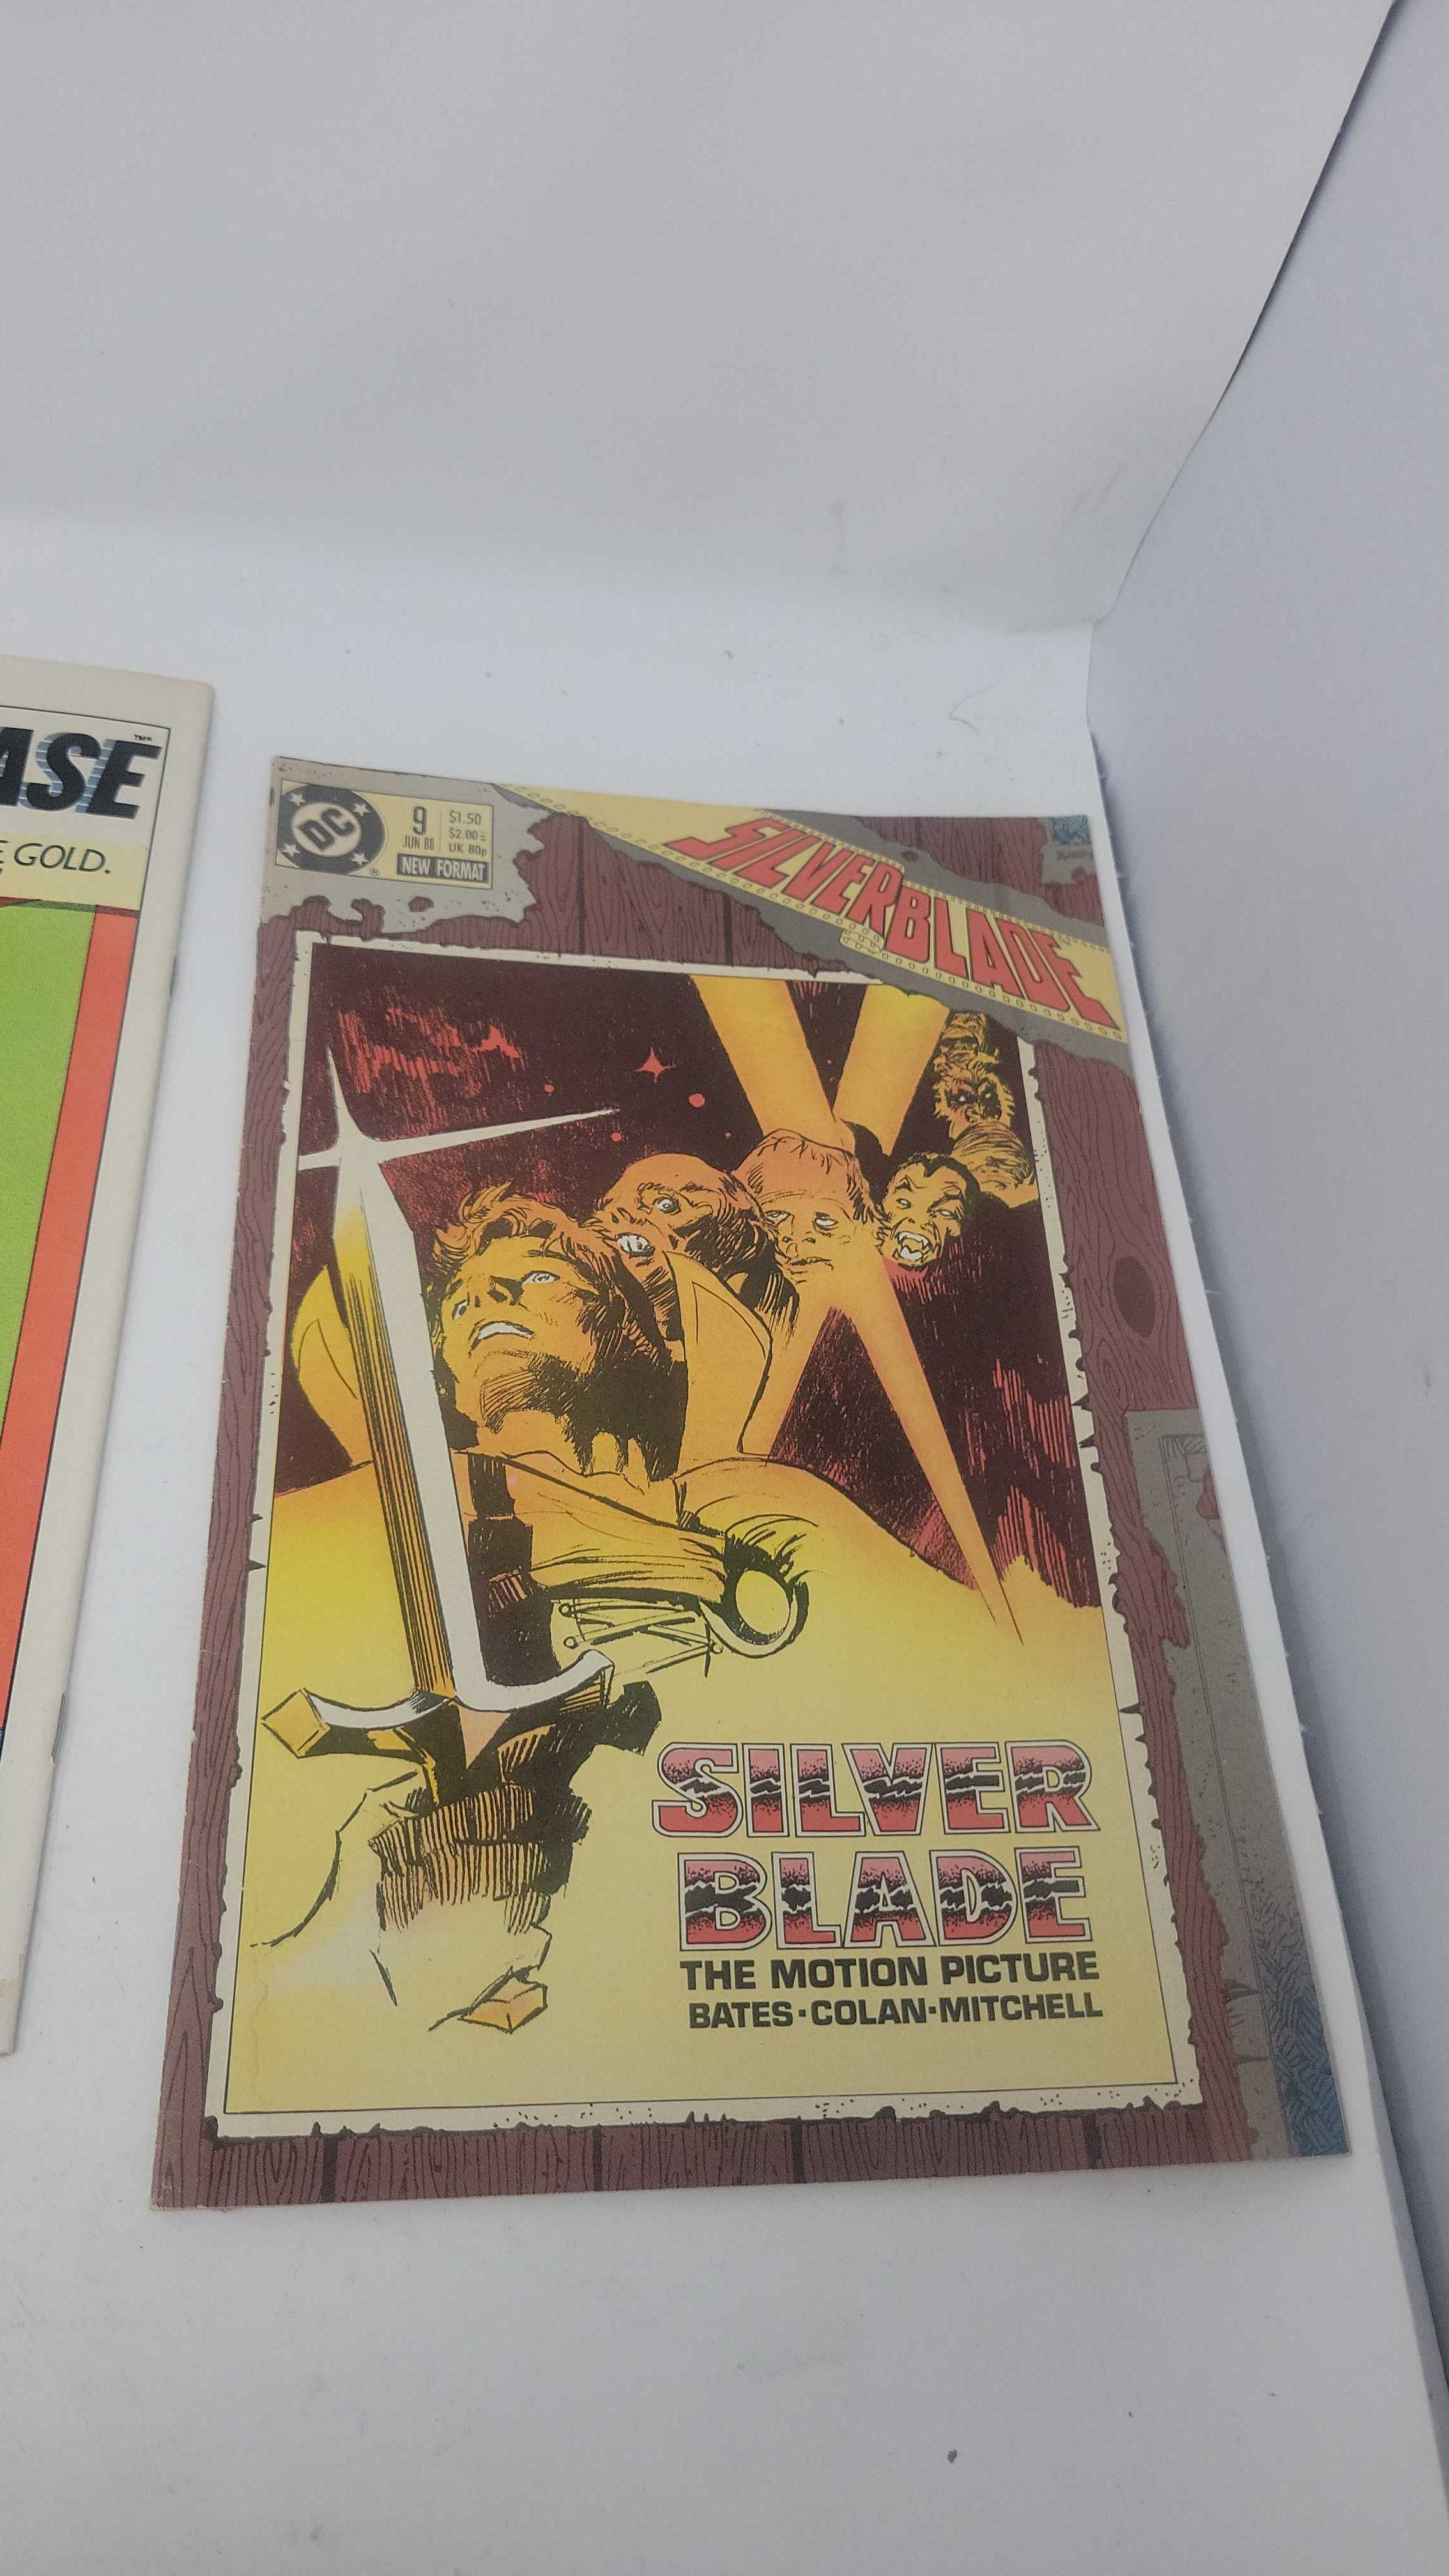 ASE
TM
E GOLD.
DC
®
9
JUN 88
$1.50
$2.00
UK 80p
NEW FORMAT
SILVERBLADE
SILVER
BLADE
THE MOTION PICTURE
BATES·COLAN·MITCHELL